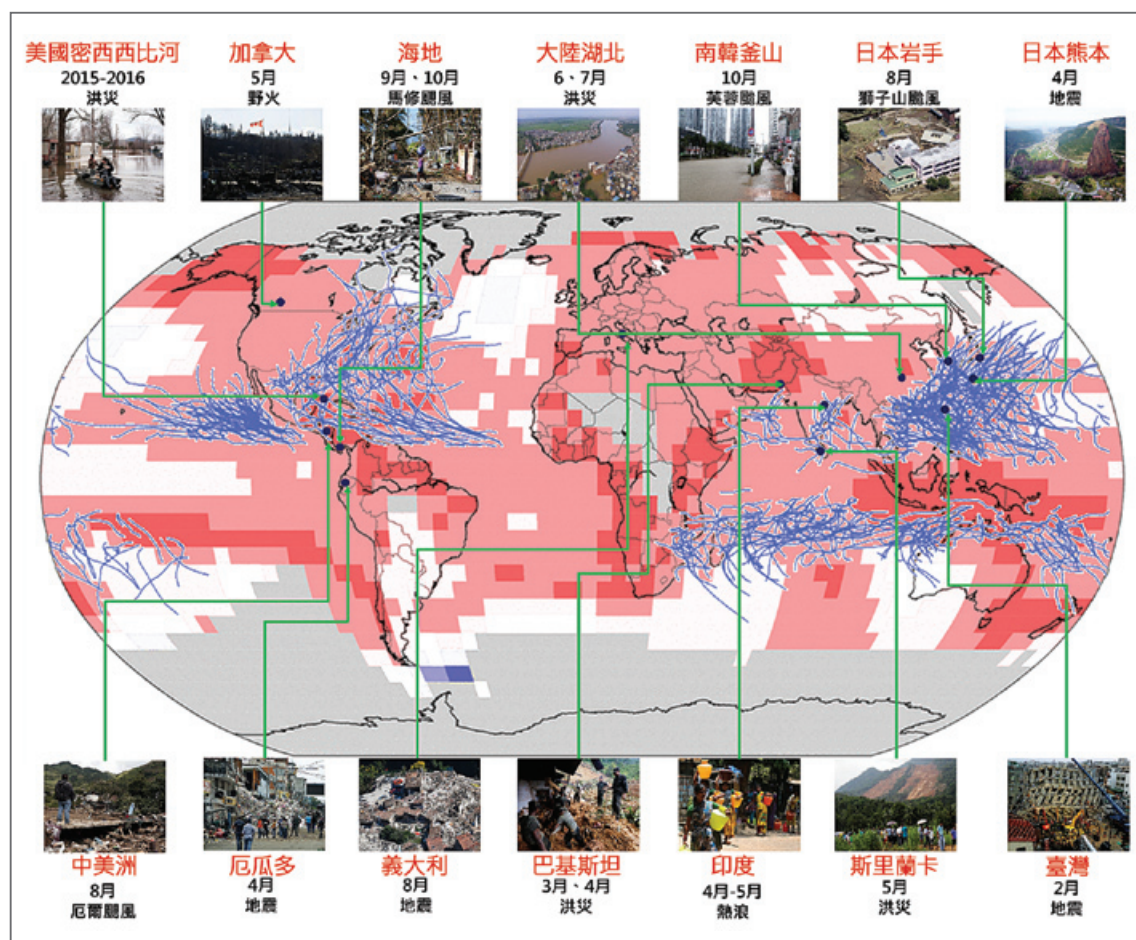 美國密西西比河
2015-2016
洪災
加拿大
5月
野火
海地
9月、10月
馬修颶風
大陸湖北
6、7月
洪災
南韓釜山
10月
芙蓉颱風
日本岩手
8月
獅子山颱風
日本熊本
4月
地震
中美洲
8月
厄爾颶風
厄瓜多
4月
地震
義大利
8月
地震
巴基斯坦
3月、4月
洪災
印度
4月-5月
熱浪
斯里蘭卡
5月
洪災
臺灣
2月
地震